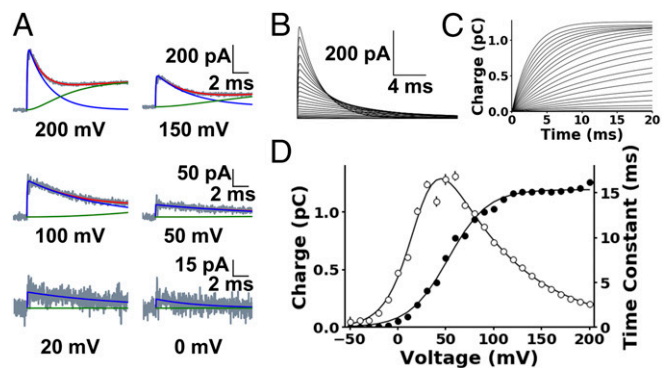 A
200 pA
2 ms
200 mV
150 mV
50 pA
2 ms
100 mV
50 mV
15 pA
2 ms
20 mV
0 mV
B
200 pA
4 ms
C
Charge (pC)
1.0
0.5
0.0
0 5 10 15 20
Time (ms)
D
Charge (pC)
1.0
0.5
0.0
−50 0 50 100 150 200
Voltage (mV)
15
10
5
0
Time Constant (ms)